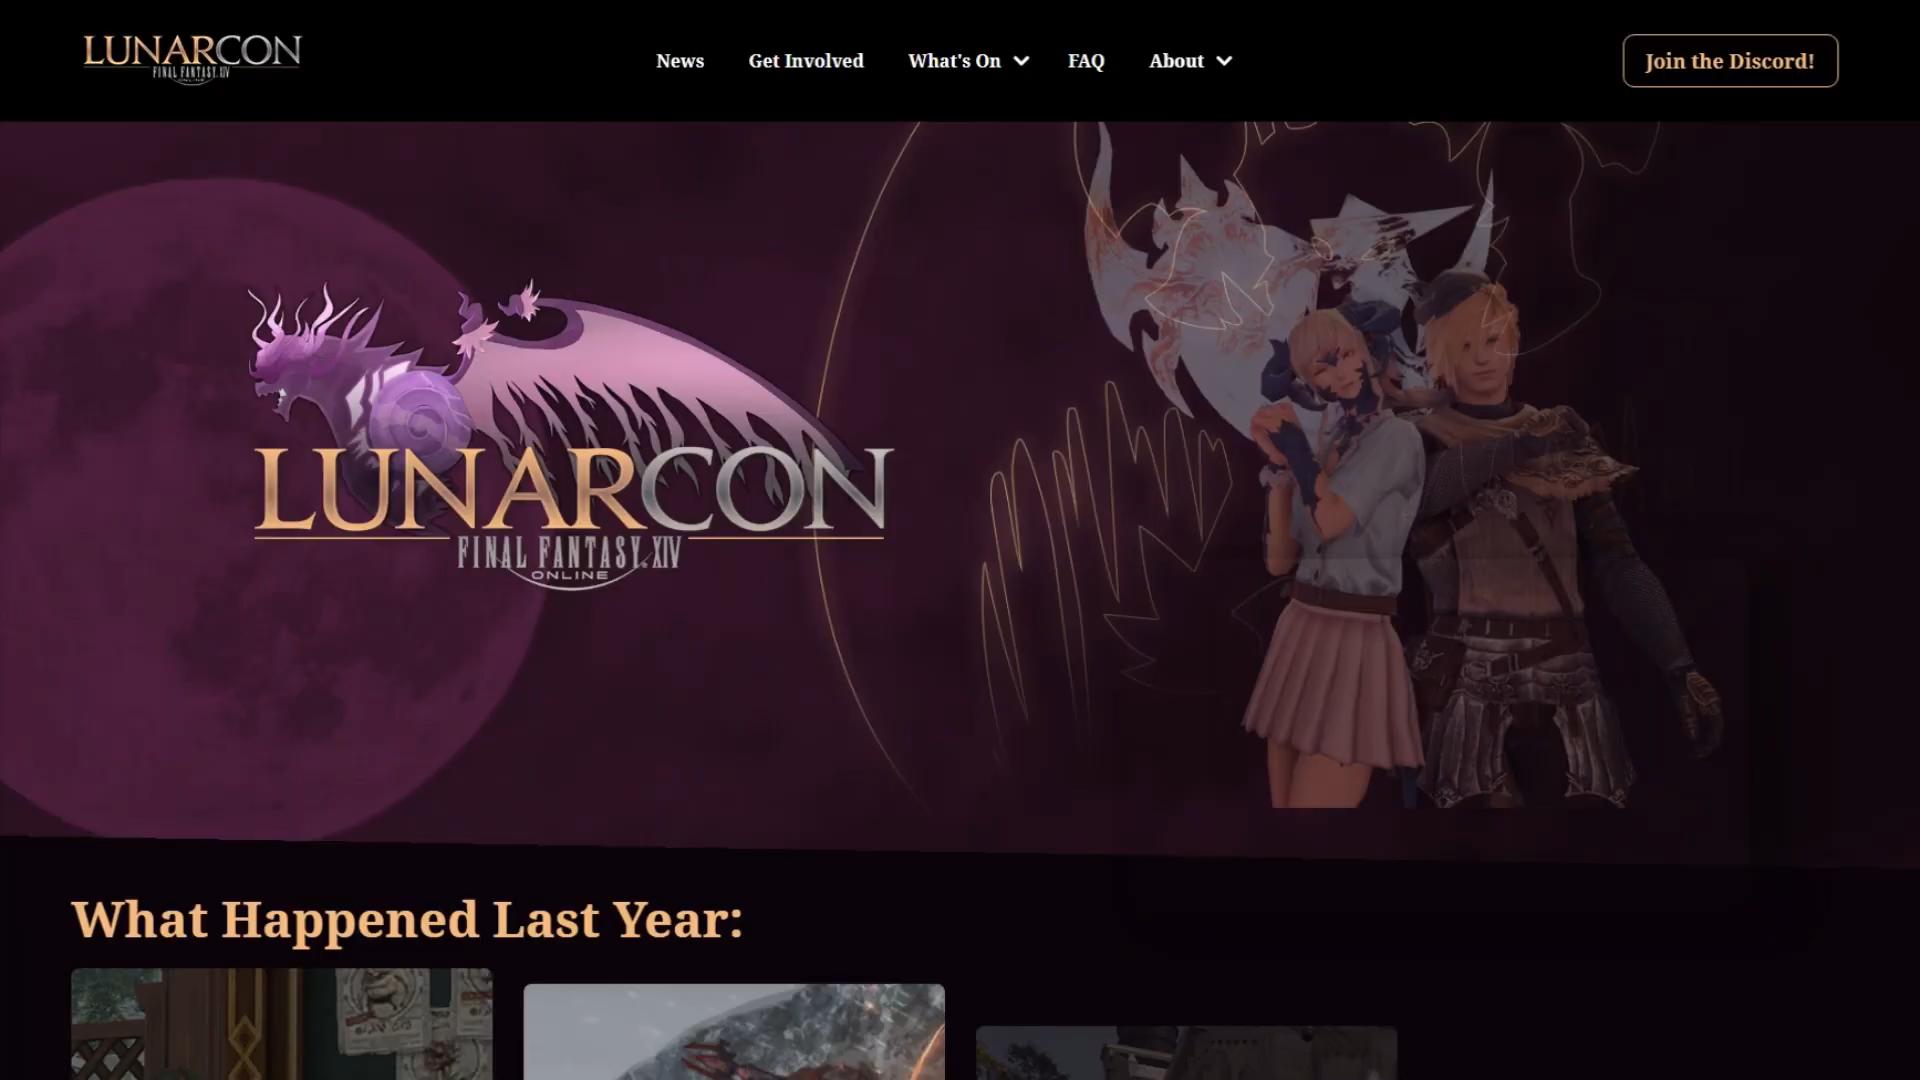 LUNARCON
FINAL FANTASY XIV
ONLINE
News
Get Involved
What's On
FAQ
About
Join the Discord!
LUNARCON
FINAL FANTASY XIV
ONLINE
What Happened Last Year: